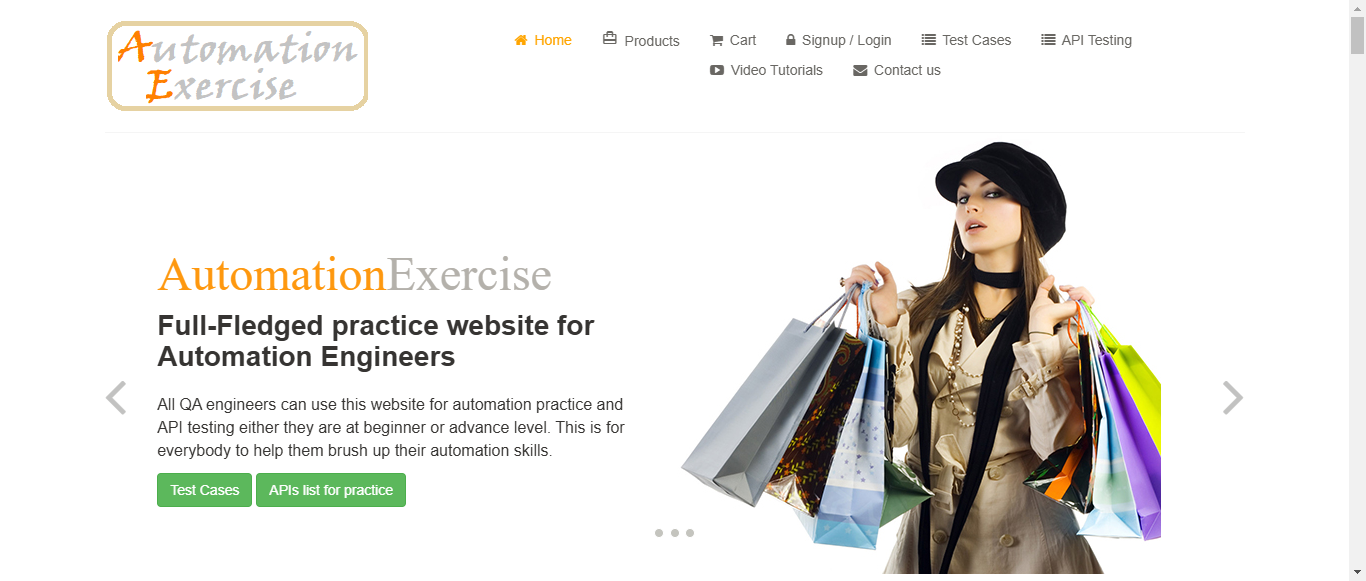 Automation
Exercise
Home Products Cart Signup / Login Test Cases API Testing
Video Tutorials Contact us
AutomationExercise
Full-Fledged practice website for
Automation Engineers
All QA engineers can use this website for automation practice and
API testing either they are at beginner or advance level. This is for
everybody to help them brush up their automation skills.
Test Cases APIs list for practice